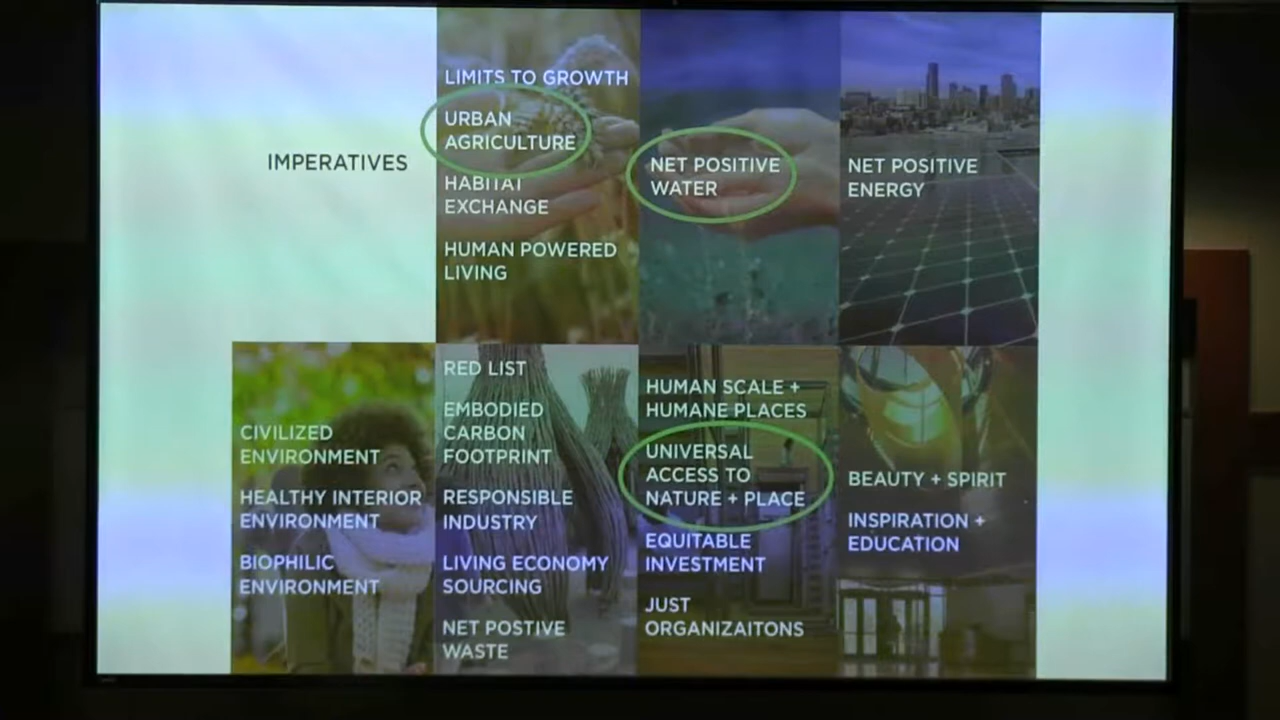 IMPERATIVES
LIMITS TO GROWTH
URBAN
AGRICULTURE
HABITAT
EXCHANGE
HUMAN POWERED
LIVING
NET POSITIVE
WATER
NET POSITIVE
ENERGY
CIVILIZED
ENVIRONMENT
HEALTHY INTERIOR
ENVIRONMENT
BIOPHILIC
ENVIRONMENT
RED LIST
EMBODIED
CARBON
FOOTPRINT
RESPONSIBLE
INDUSTRY
LIVING ECONOMY
SOURCING
NET POSTIVE
WASTE
HUMAN SCALE +
HUMANE PLACES
UNIVERSAL
ACCESS TO
NATURE + PLACE
EQUITABLE
INVESTMENT
JUST
ORGANIZAITONS
BEAUTY + SPIRIT
INSPIRATION +
EDUCATION